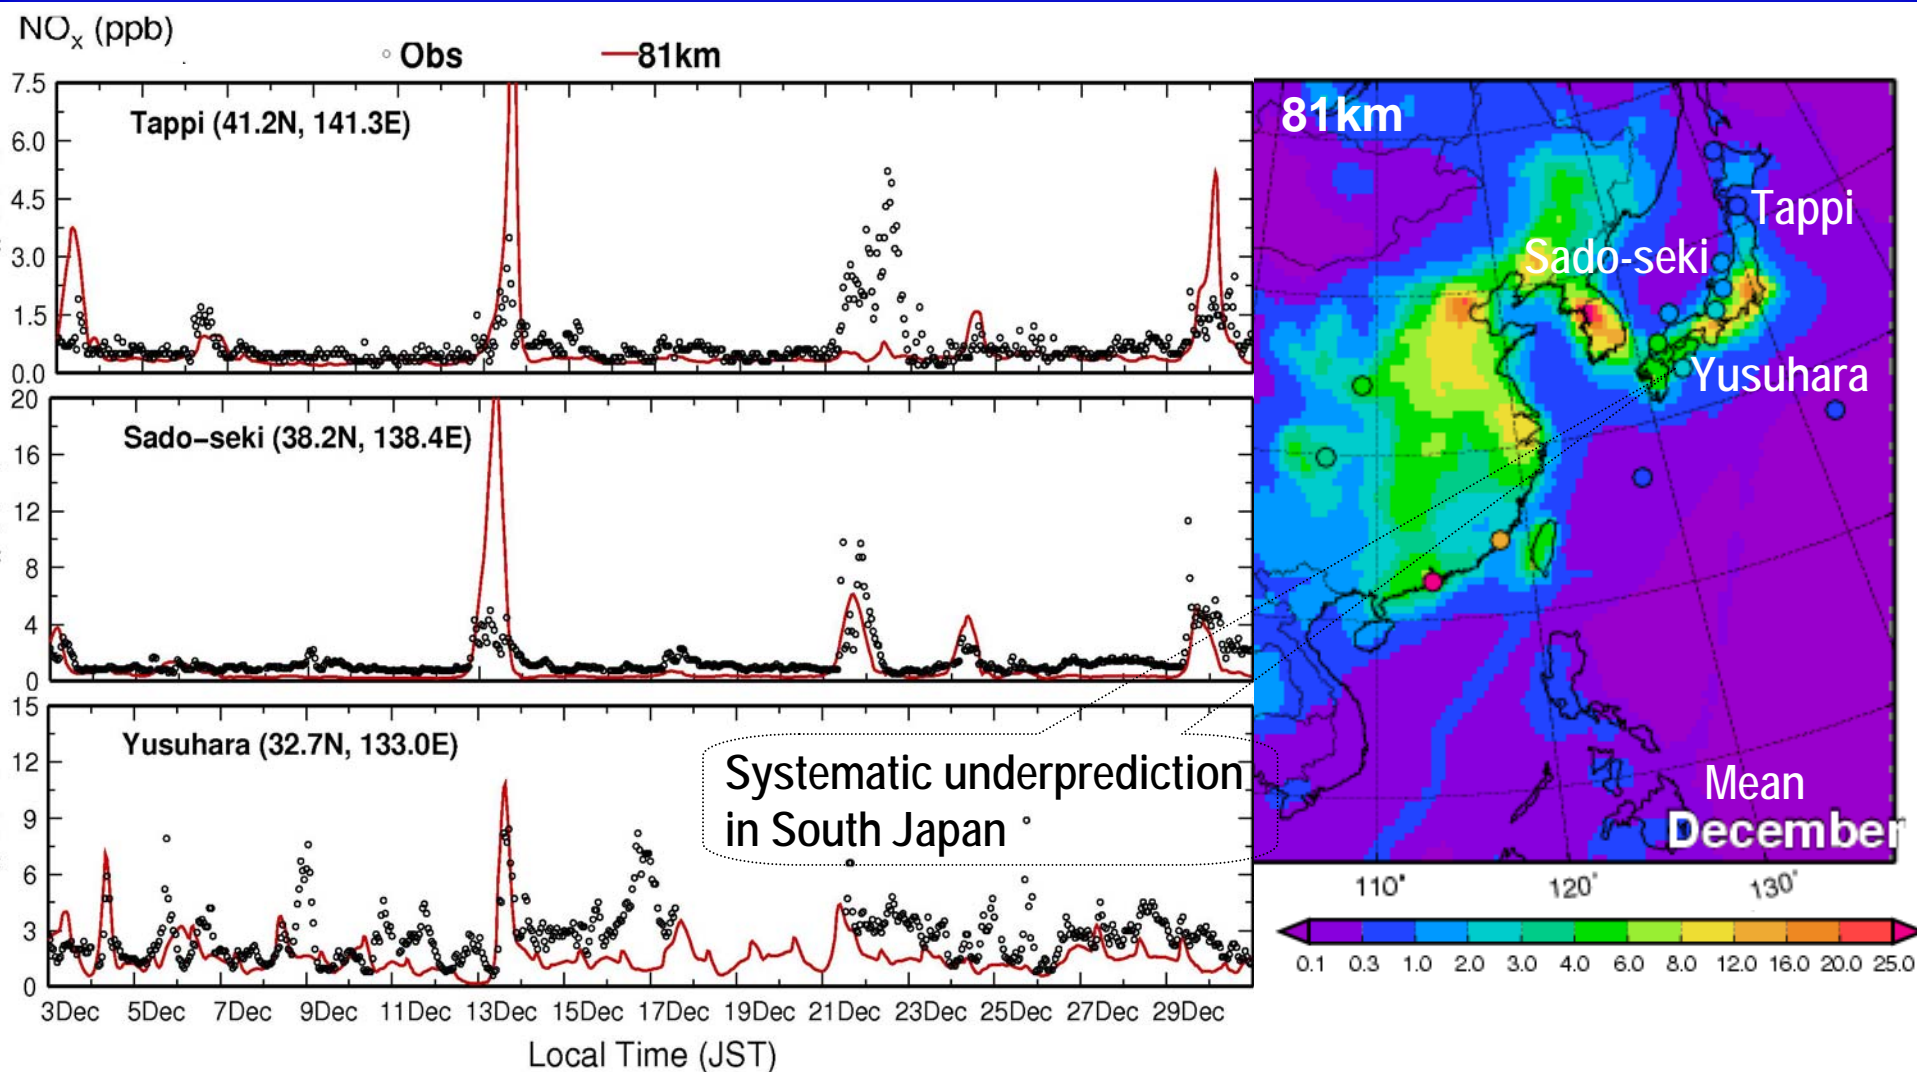 NOx (ppb)
Obs
81km
7.5
6.0
4.5
3.0
1.5
0.0
Tappi (41.2N, 141.3E)
20
16
12
8
4
0
Sado-seki (38.2N, 138.4E)
15
12
9
6
3
0
Yusuhara (32.7N, 133.0E)
Systematic underprediction
in South Japan
3Dec 5Dec 7Dec 9Dec 11Dec 13Dec 15Dec 17Dec 19Dec 21Dec 23Dec 25Dec 27Dec 29Dec
Local Time (JST)
81km
Tappi
Sado-seki
Yusuhara
Mean
December
110° 120° 130°
0.1 0.3 1.0 2.0 3.0 4.0 6.0 8.0 12.0 16.0 20.0 25.0